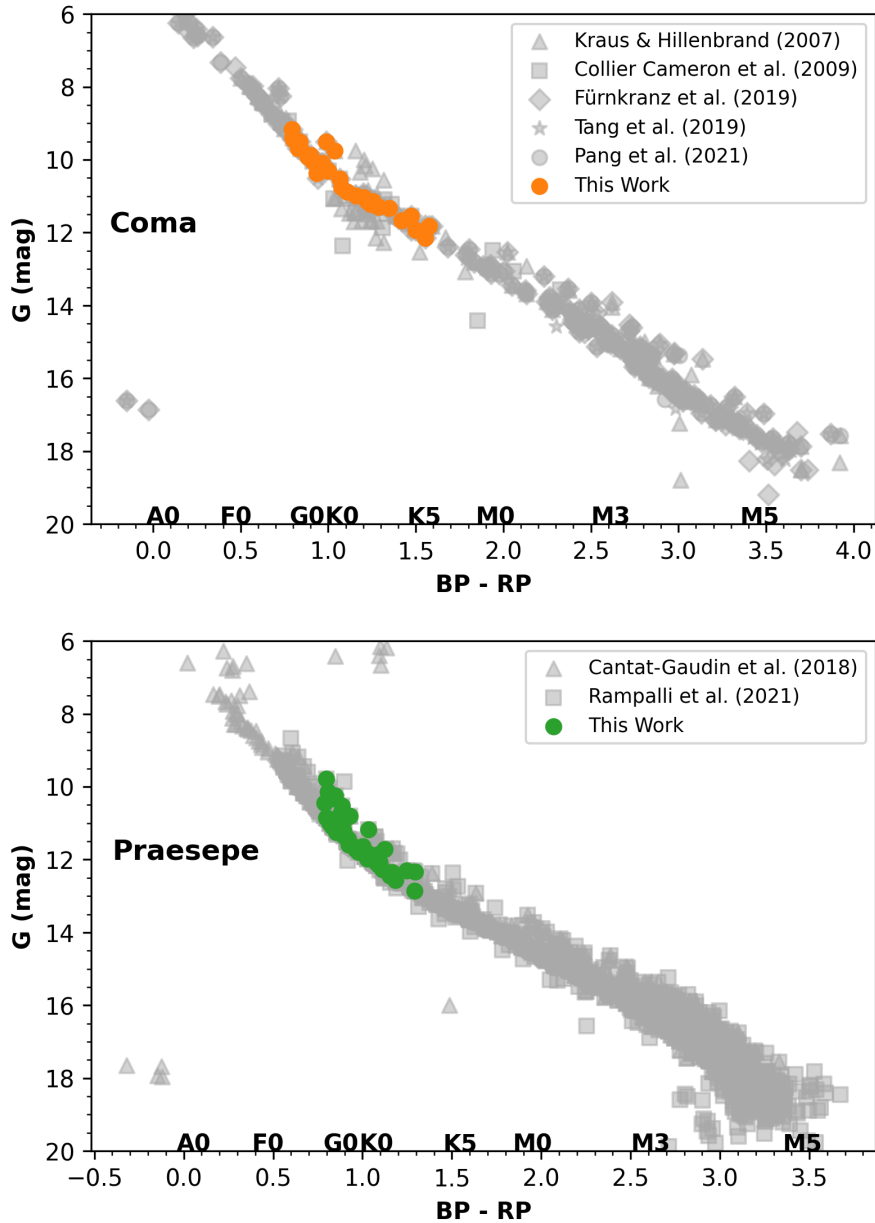 6
8
10
12
14
16
18
20
G (mag)
Kraus & Hillenbrand (2007)
Collier Cameron et al. (2009)
Fürnkranz et al. (2019)
Tang et al. (2019)
Pang et al. (2021)
This Work
Coma
A0 F0 G0 K0 K5 M0 M3 M5
0.0 0.5 1.0 1.5 2.0 2.5 3.0 3.5 4.0
BP - RP
6
8
10
12
14
16
18
20
G (mag)
Cantat-Gaudin et al. (2018)
Rampalli et al. (2021)
This Work
Praesepe
A0 F0 G0 K0 K5 M0 M3 M5
−0.5 0.0 0.5 1.0 1.5 2.0 2.5 3.0 3.5
BP - RP